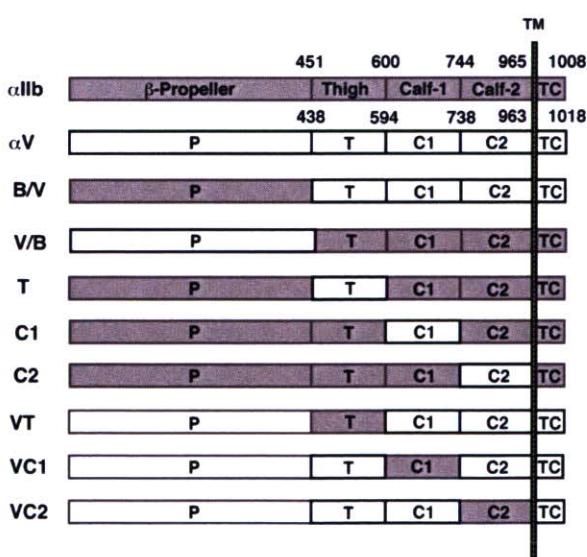 TM
451 600 744 965 1008
αIIb β-Propeller Thigh Calf-1 Calf-2 TC
438 594 738 963 1018
αV P T C1 C2 TC
B/V P T C1 C2 TC
V/B P T C1 C2 TC
T P T C1 C2 TC
C1 P T C1 C2 TC
C2 P T C1 C2 TC
VT P T C1 C2 TC
VC1 P T C1 C2 TC
VC2 P T C1 C2 TC